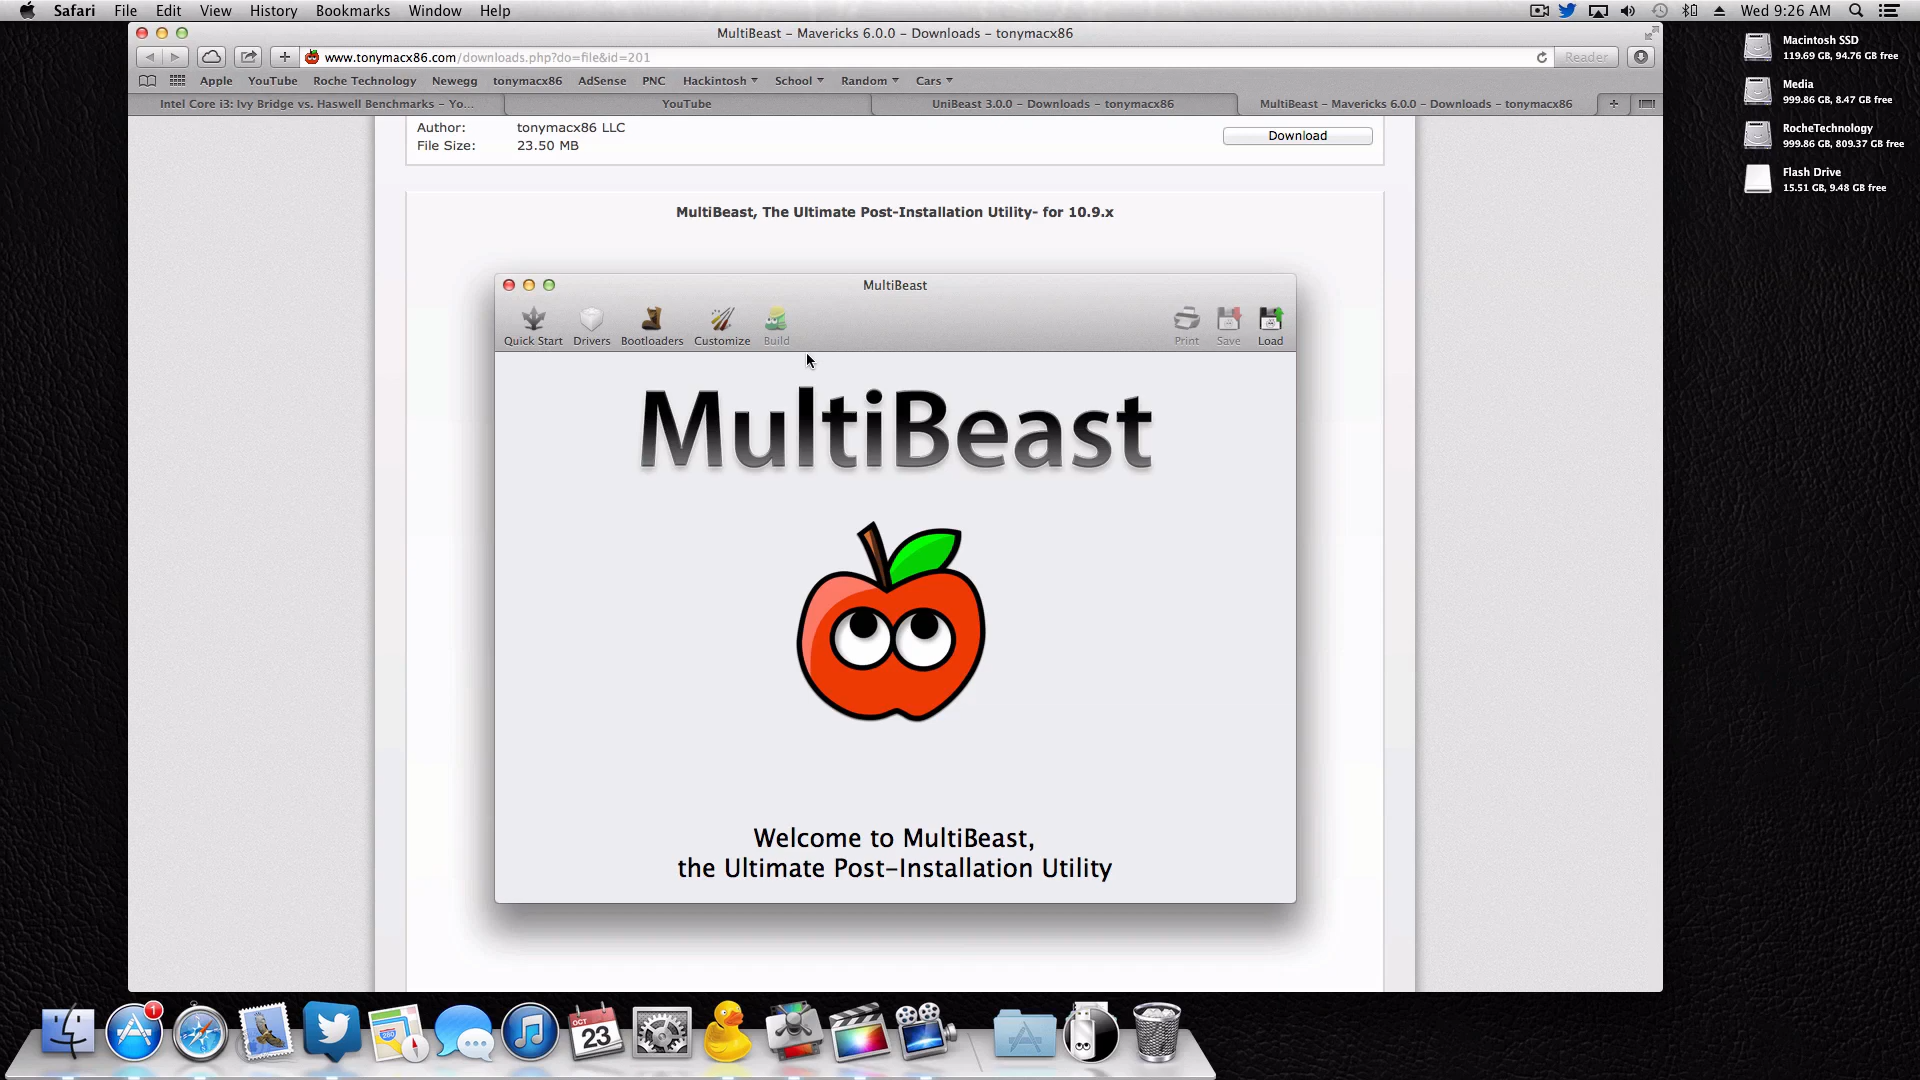 Safari File Edit View History Bookmarks Window Help
Wed 9:26 AM
MultiBeast – Mavericks 6.0.0 – Downloads – tonymacx86
www.tonymacx86.com/downloads.php?do=file&id=201
Reader
Apple YouTube Roche Technology Newegg tonymacx86 AdSense PNC Hackintosh School Random Cars
Intel Core i3: Ivy Bridge vs. Haswell Benchmarks – Yo...
YouTube
UniBeast 3.0.0 – Downloads – tonymacx86
MultiBeast – Mavericks 6.0.0 – Downloads – tonymacx86
Author: tonymacx86 LLC
File Size: 23.50 MB
Download
MultiBeast, The Ultimate Post-Installation Utility- for 10.9.x
MultiBeast
Quick Start Drivers Bootloaders Customize Build Print Save Load
MultiBeast
Welcome to MultiBeast,
the Ultimate Post-Installation Utility
Macintosh SSD
119.69 GB, 94.76 GB free
Media
999.86 GB, 8.47 GB free
RocheTechnology
999.86 GB, 809.37 GB free
Flash Drive
15.51 GB, 9.48 GB free
1
OCT
23